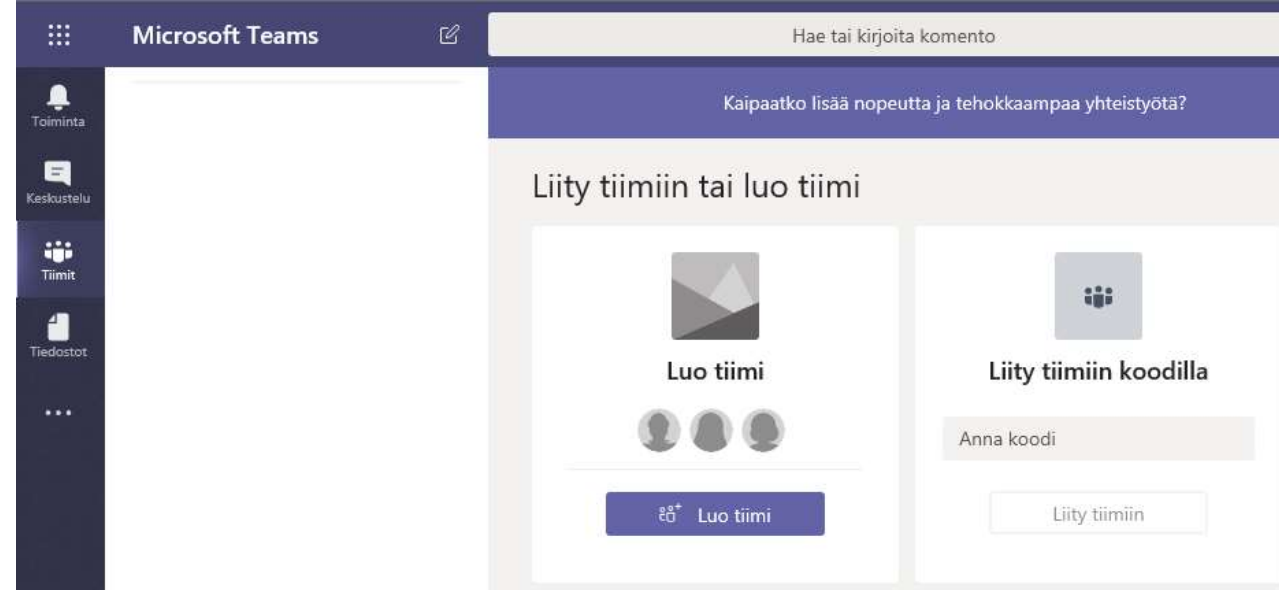 Microsoft Teams
Hae tai kirjoita komento
Toiminta
Keskustelu
Tiimit
Tiedostot
Kaipaatko lisää nopeutta ja tehokkaampaa yhteistyötä?
Liity tiimiin tai luo tiimi
Luo tiimi
Luo tiimi
Liity tiimiin koodilla
Anna koodi
Liity tiimiin